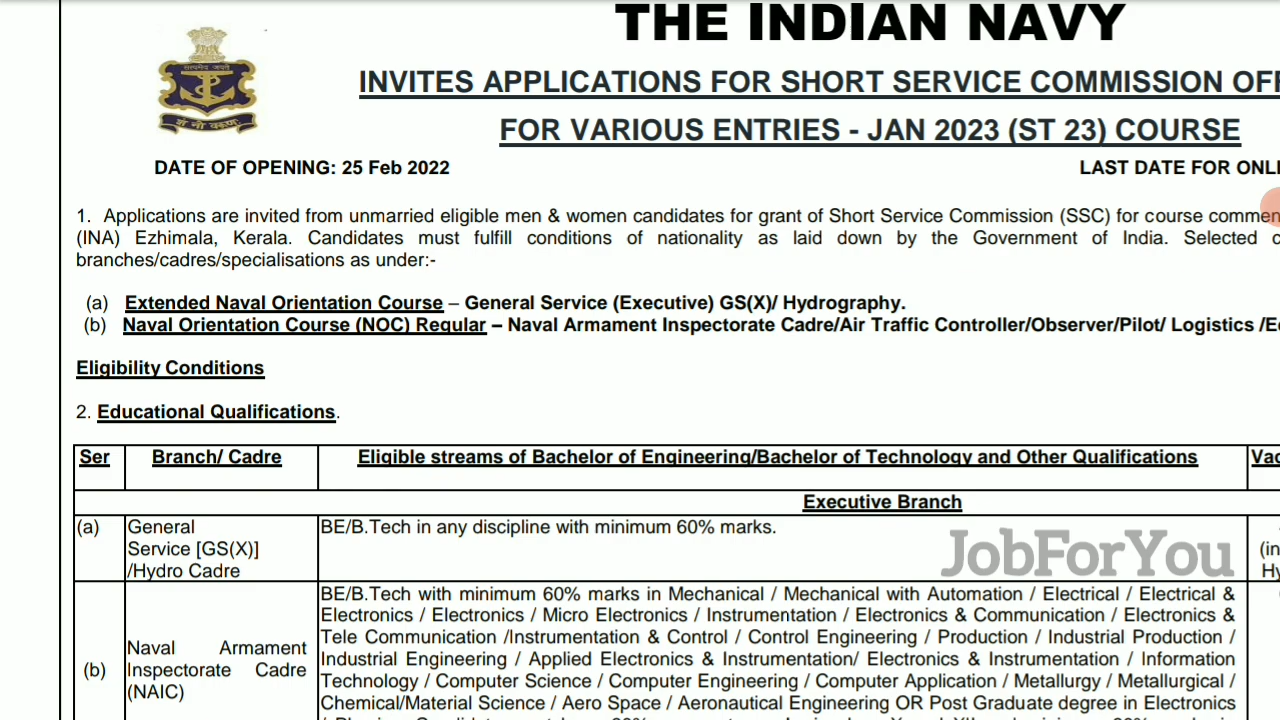 THE INDIAN NAVY
INVITES APPLICATIONS FOR SHORT SERVICE COMMISSION
FOR VARIOUS ENTRIES - JAN 2023 (ST 23) COURSE
सत्यमेव जयते
शं नो वरुणः
DATE OF OPENING: 25 Feb 2022
LAST DATE FOR
1. Applications are invited from unmarried eligible men & women candidates for grant of Short Service Commission (SSC) for course
(INA) Ezhimala, Kerala. Candidates must fulfill conditions of nationality as laid down by the Government of India. Selected
branches/cadres/specialisations as under:-
(a) Extended Naval Orientation Course – General Service (Executive) GS(X)/ Hydrography.
(b) Naval Orientation Course (NOC) Regular – Naval Armament Inspectorate Cadre/Air Traffic Controller/Observer/Pilot/ Logistics
Eligibility Conditions
2. Educational Qualifications.
Ser Branch/ Cadre Eligible streams of Bachelor of Engineering/Bachelor of Technology and Other Qualifications
Executive Branch
(a) General Service [GS(X)] /Hydro Cadre
BE/B.Tech in any discipline with minimum 60% marks.
JobForYou
(b) Naval Armament Inspectorate Cadre (NAIC)
BE/B.Tech with minimum 60% marks in Mechanical / Mechanical with Automation / Electrical / Electrical &
Electronics / Electronics / Micro Electronics / Instrumentation / Electronics & Communication / Electronics &
Tele Communication /Instrumentation & Control / Control Engineering / Production / Industrial Production /
Industrial Engineering / Applied Electronics & Instrumentation/ Electronics & Instrumentation / Information
Technology / Computer Science / Computer Engineering / Computer Application / Metallurgy / Metallurgical /
Chemical/Material Science / Aero Space / Aeronautical Engineering OR Post Graduate degree in Electronics